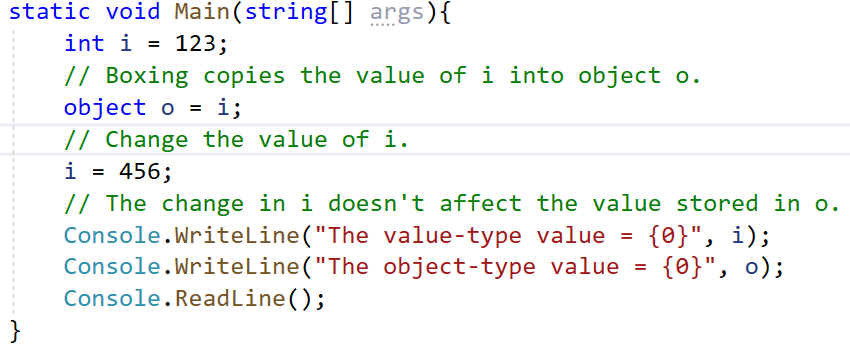 static void Main(string[] args){
    int i = 123;
    // Boxing copies the value of i into object o.
    object o = i;
    // Change the value of i.
    i = 456;
    // The change in i doesn't affect the value stored in o.
    Console.WriteLine("The value-type value = {0}", i);
    Console.WriteLine("The object-type value = {0}", o);
    Console.ReadLine();
}